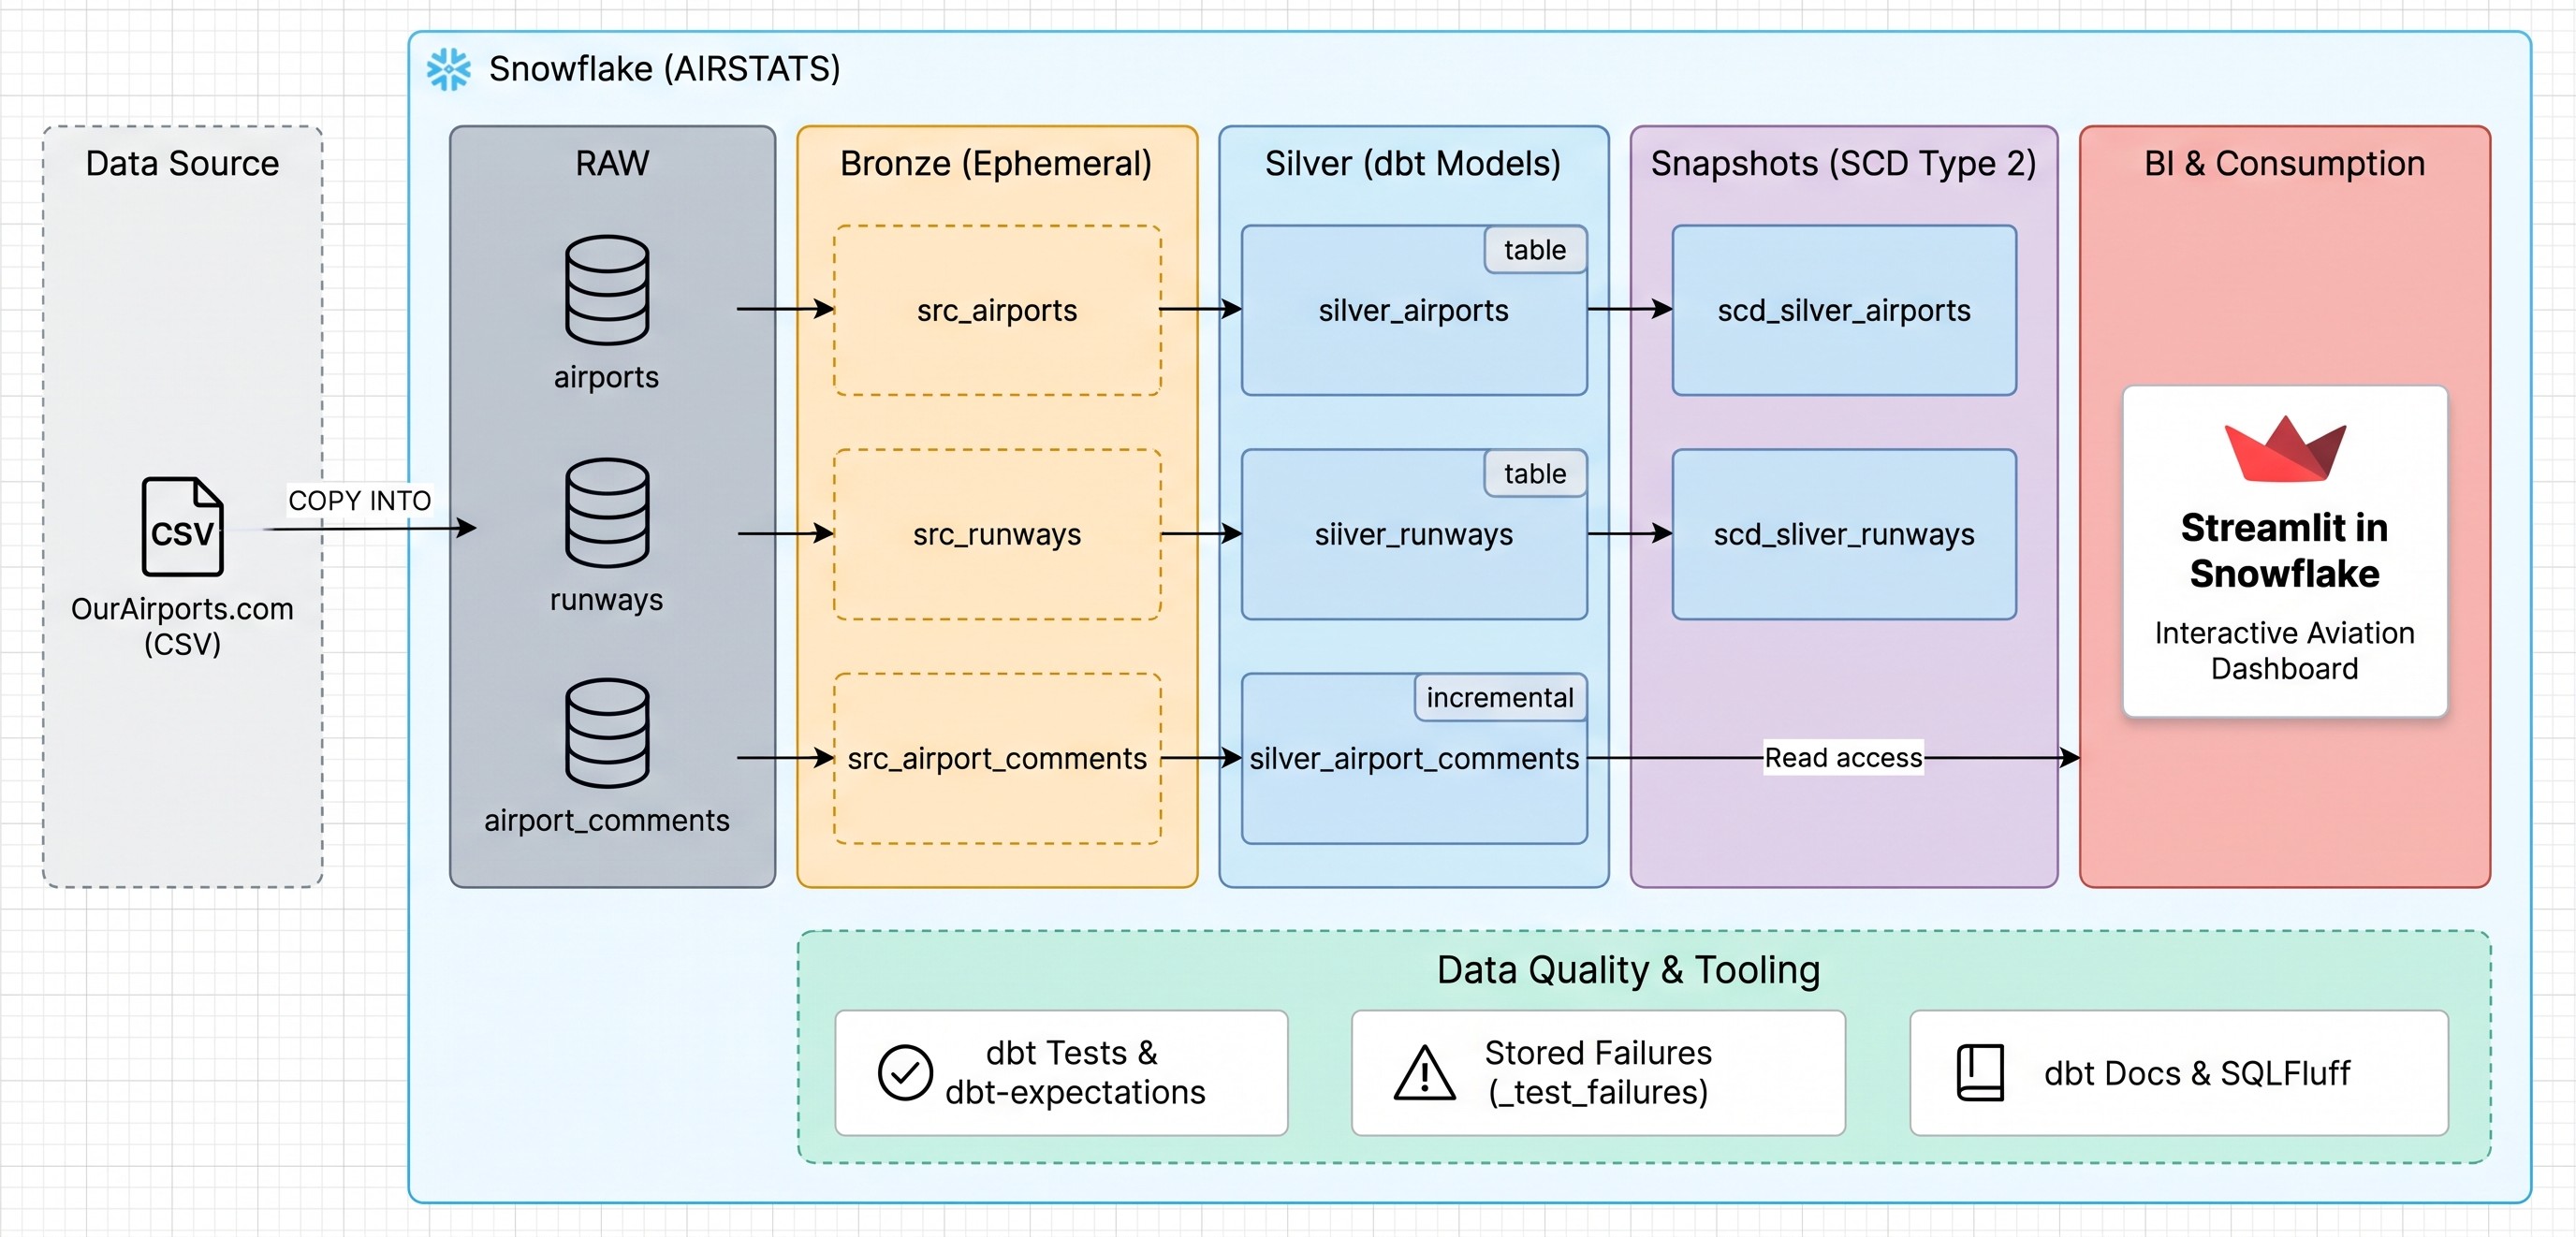 Snowflake (AIRSTATS)
Data Source
CSV
OurAirports.com
(CSV)
COPY INTO
RAW
airports
runways
airport_comments
Bronze (Ephemeral)
src_airports
src_runways
src_airport_comments
Silver (dbt Models)
table
silver_airports
table
siiver_runways
incremental
silver_airport_comments
Snapshots (SCD Type 2)
scd_silver_airports
scd_sliver_runways
Read access
BI & Consumption
Streamlit in
Snowflake
Interactive Aviation
Dashboard
Data Quality & Tooling
dbt Tests &
dbt-expectations
Stored Failures
(_test_failures)
dbt Docs & SQLFluff